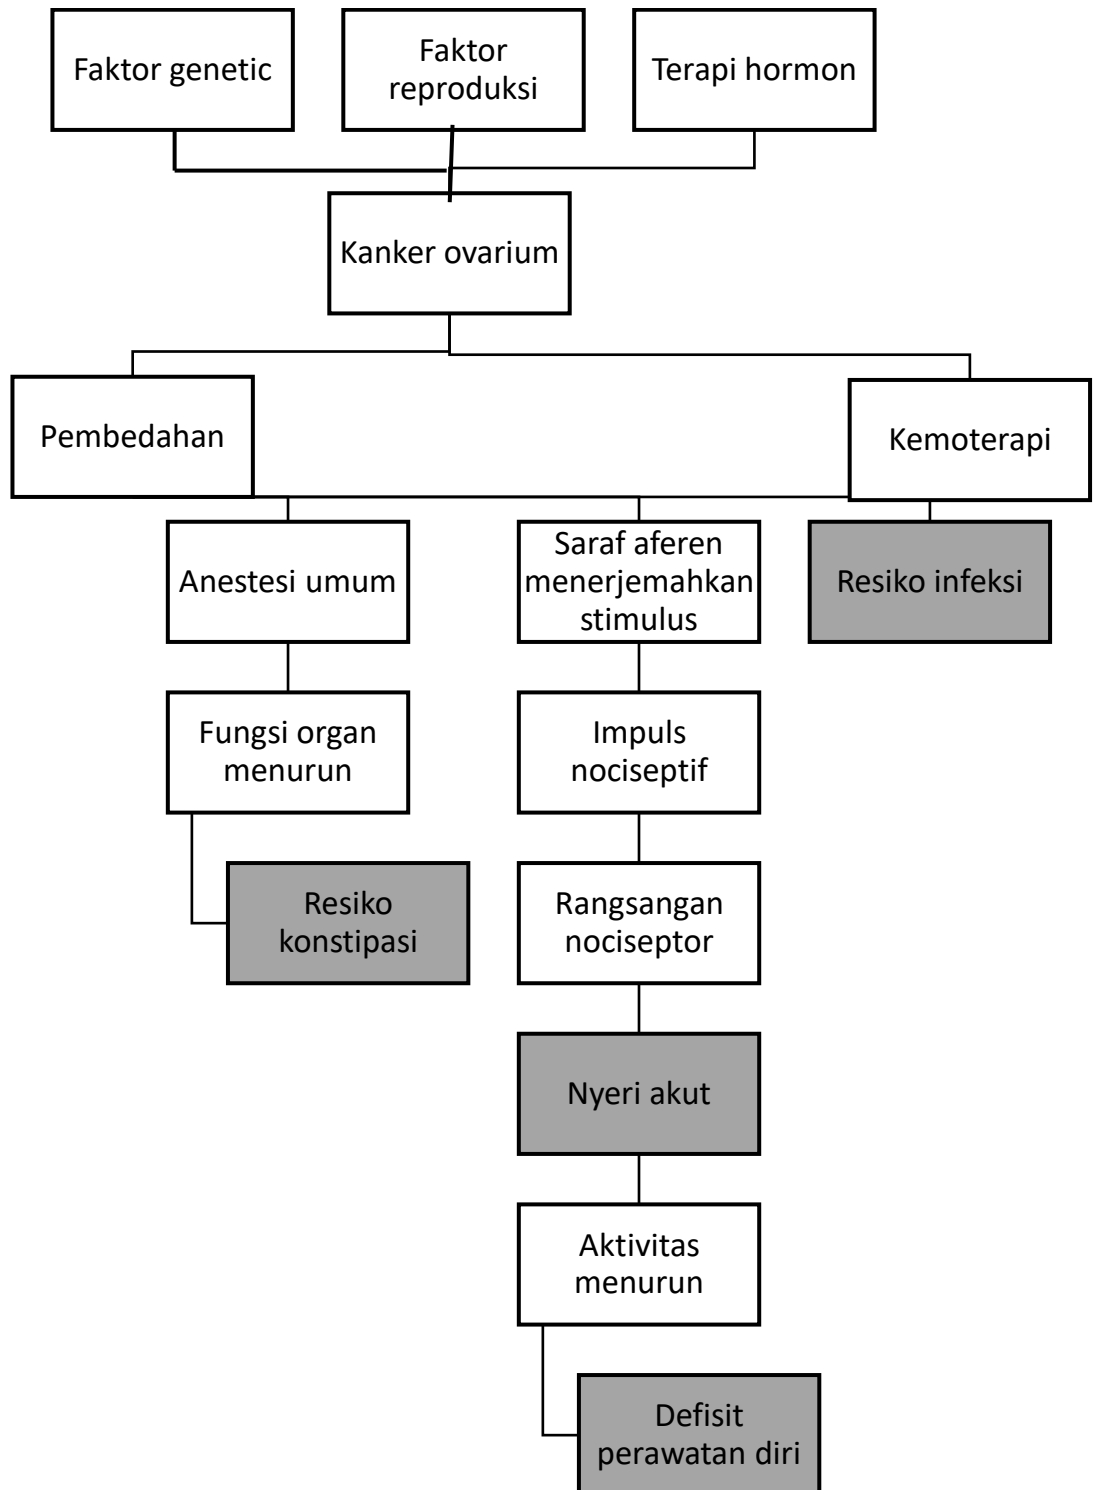 Faktor genetic
Faktor
reproduksi
Terapi hormon
Kanker ovarium
Pembedahan
Kemoterapi
Anestesi umum
Saraf aferen
menerjemahkan
stimulus
Resiko infeksi
Fungsi organ
menurun
Impuls
nociseptif
Resiko
konstipasi
Rangsangan
nociseptor
Nyeri akut
Aktivitas
menurun
Defisit
perawatan diri